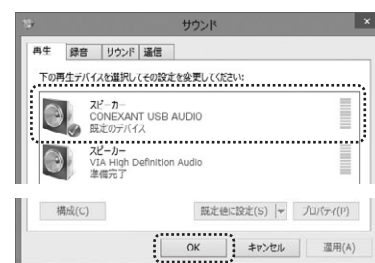 サウンド
再生 録音 サウンド 通信
下の再生デバイスを選択してその設定を変更してください:
スピーカー
CONEXANT USB AUDIO
既定のデバイス
スピーカー
VIA High Definition Audio
準備完了
構成(C) 既定値に設定(S) プロパティ(P)
OK キャンセル 適用(A)